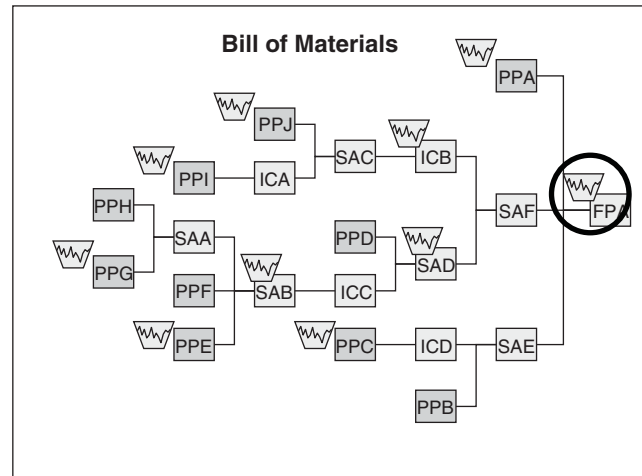 Bill of Materials
PPA
PPJ
SAC ICB
PPI ICA
PPH SAF FPA
SAA PPD
PPG SAD
PPF SAB ICC
PPE PPC ICD SAE
PPB